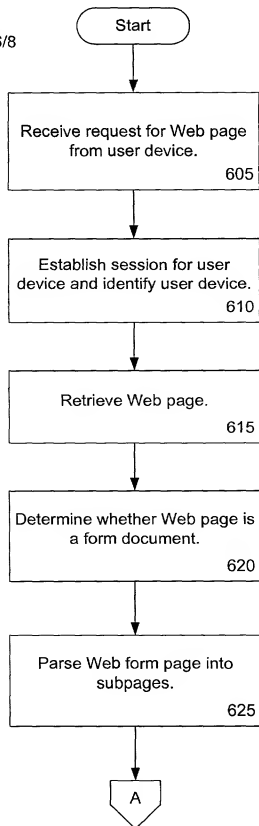 6/8
Start
Receive request for Web page
from user device.
605
Establish session for user
device and identify user device.
610
Retrieve Web page.
615
Determine whether Web page is
a form document.
620
Parse Web form page into
subpages.
625
A